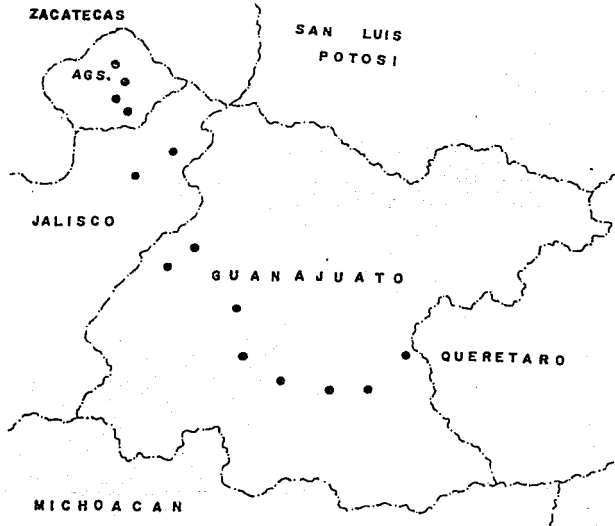 ZACATECAS
SAN LUIS
POTOSI
AGS.
JALISCO
GUANAJUATO
QUERETARO
MICHOACAN